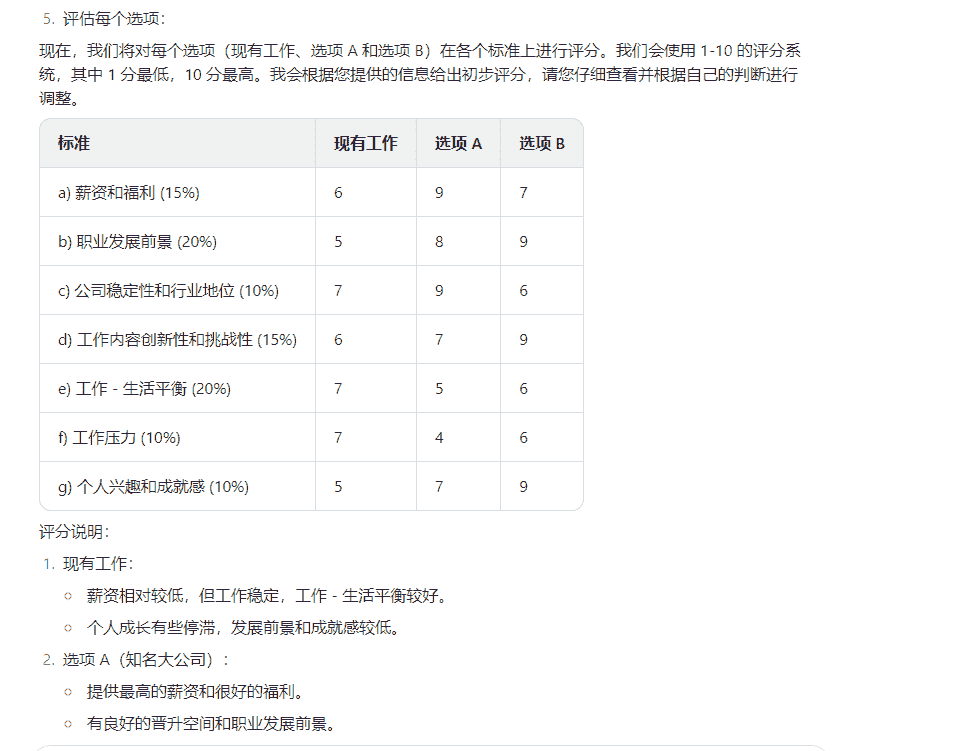 5. 评估每个选项：
现在，我们将对每个选项（现有工作、选项 A 和选项 B）在各个标准上进行评分。我们会使用 1-10 的评分系
统，其中 1 分最低，10 分最高。我会根据您提供的信息给出初步评分，请您仔细查看并根据自己的判断进行
调整。
标准 现有工作 选项 A 选项 B
a) 薪资和福利 (15%) 6 9 7
b) 职业发展前景 (20%) 5 8 9
c) 公司稳定性和行业地位 (10%) 7 9 6
d) 工作内容创新性和挑战性 (15%) 6 7 9
e) 工作 - 生活平衡 (20%) 7 5 6
f) 工作压力 (10%) 7 4 6
g) 个人兴趣和成就感 (10%) 5 7 9
评分说明：
1. 现有工作：
○ 薪资相对较低，但工作稳定，工作 - 生活平衡较好。
○ 个人成长有些停滞，发展前景和成就感较低。
2. 选项 A（知名大公司）：
○ 提供最高的薪资和很好的福利。
○ 有良好的晋升空间和职业发展前景。